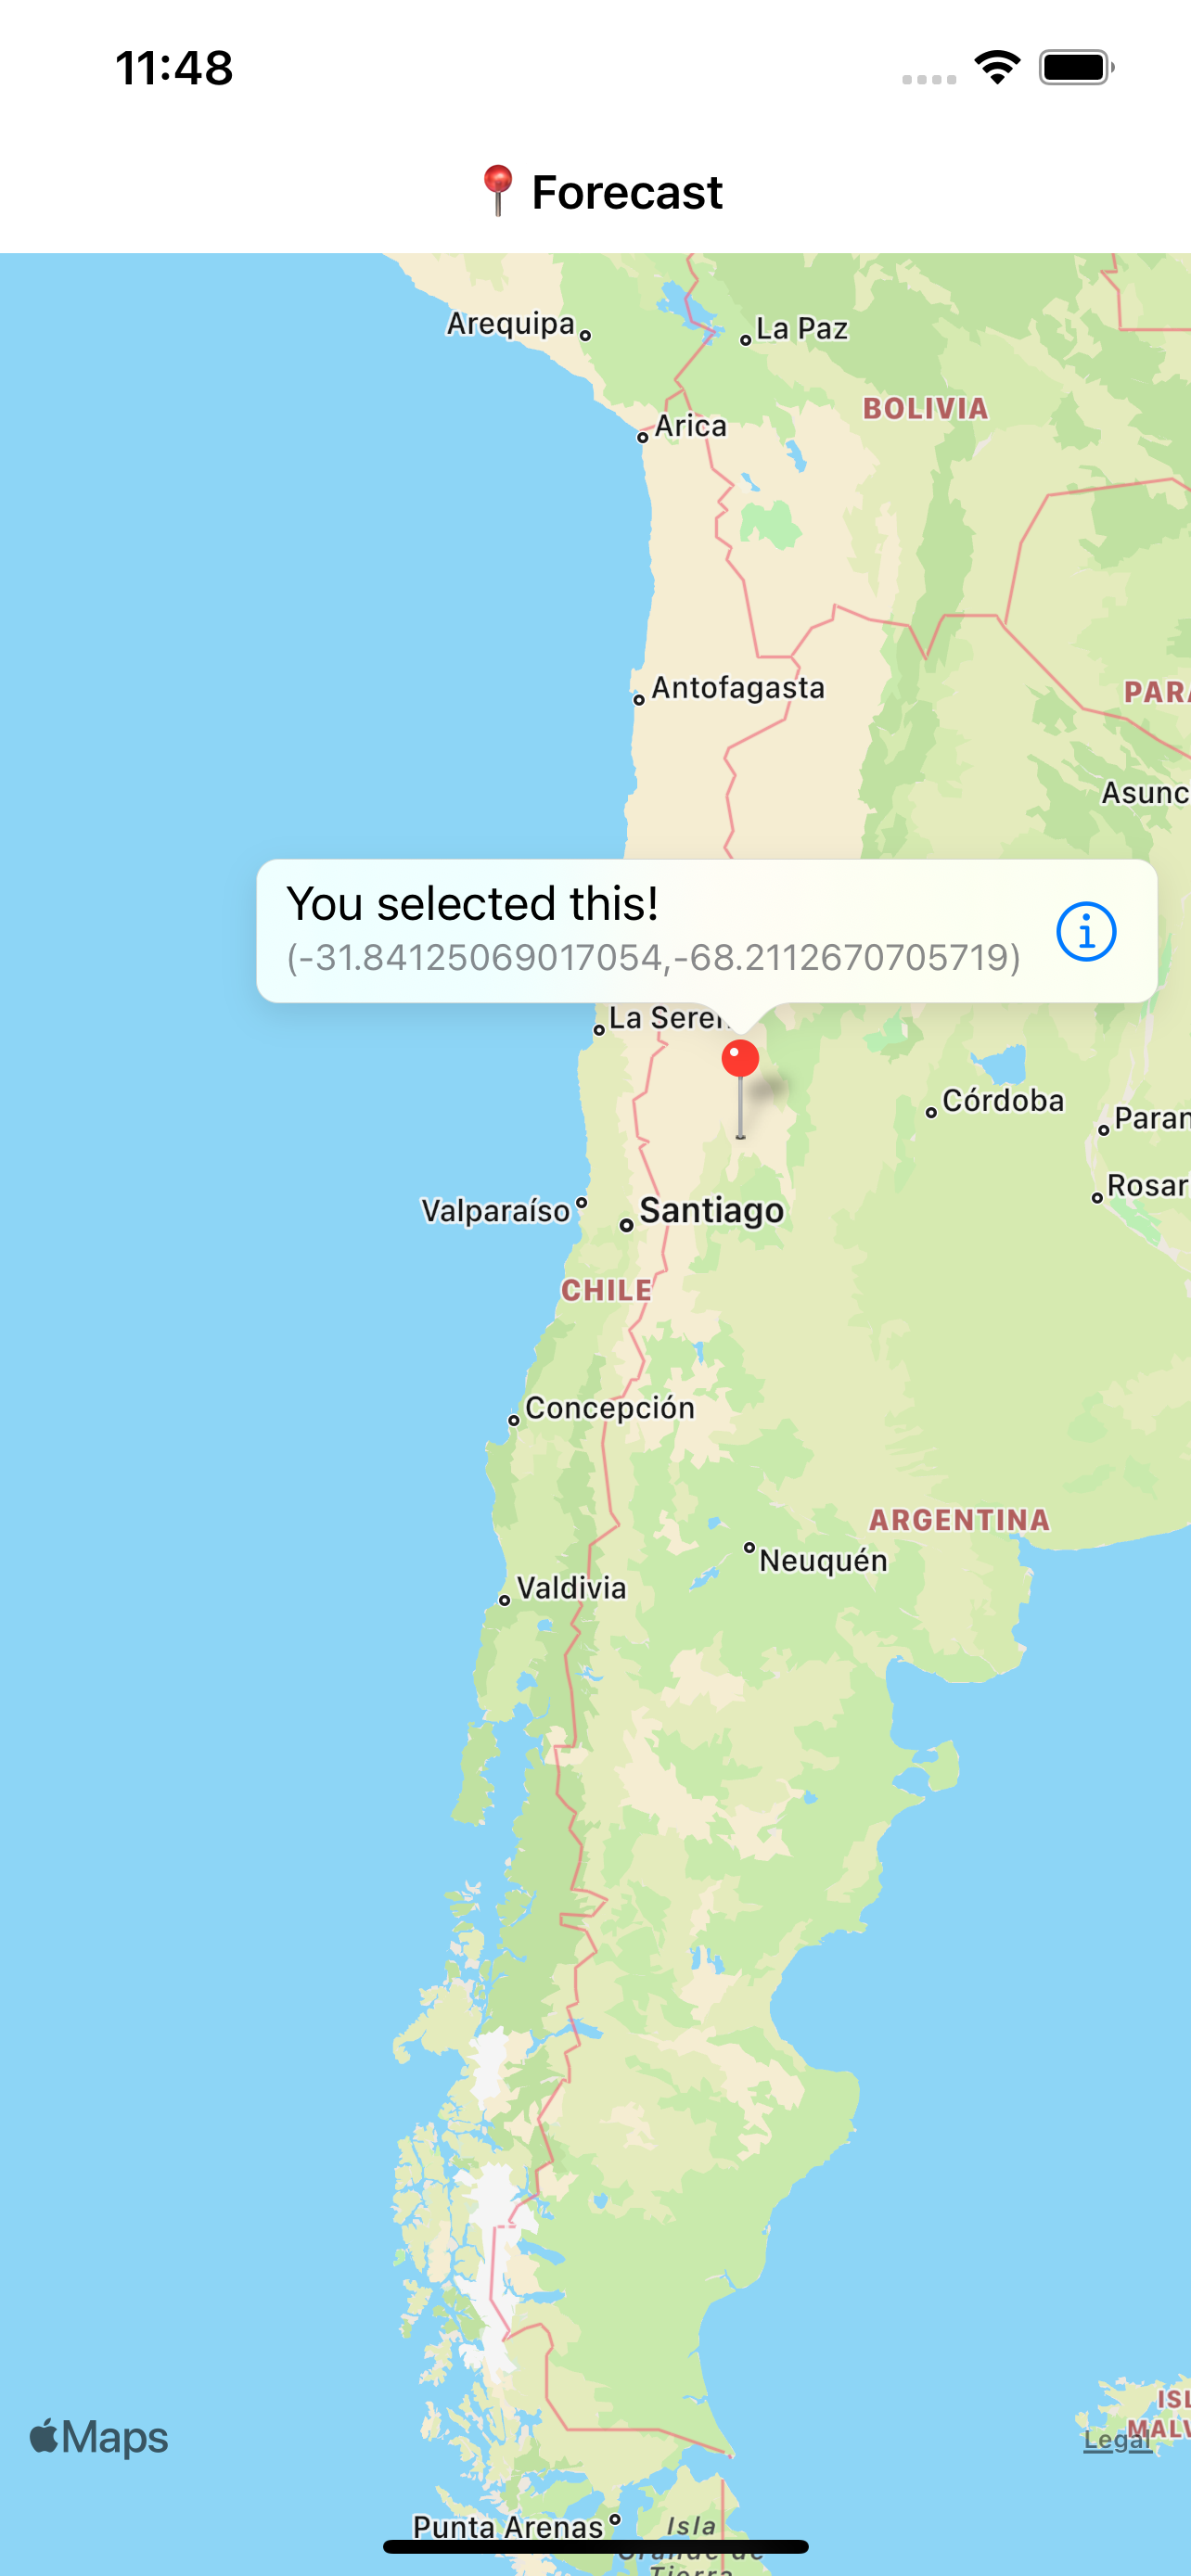 11:48
📍 Forecast
Arequipa
La Paz
BOLIVIA
Arica
Antofagasta
PARA
Asunc
You selected this!
(-31.84125069017054,-68.2112670705719)
La Seren
Córdoba
Paran
Rosar
Valparaíso
Santiago
CHILE
Concepción
ARGENTINA
Neuquén
Valdivia
ISL
MALV
Maps
Legal
Punta Arenas
Isla
Grande de
Tierra